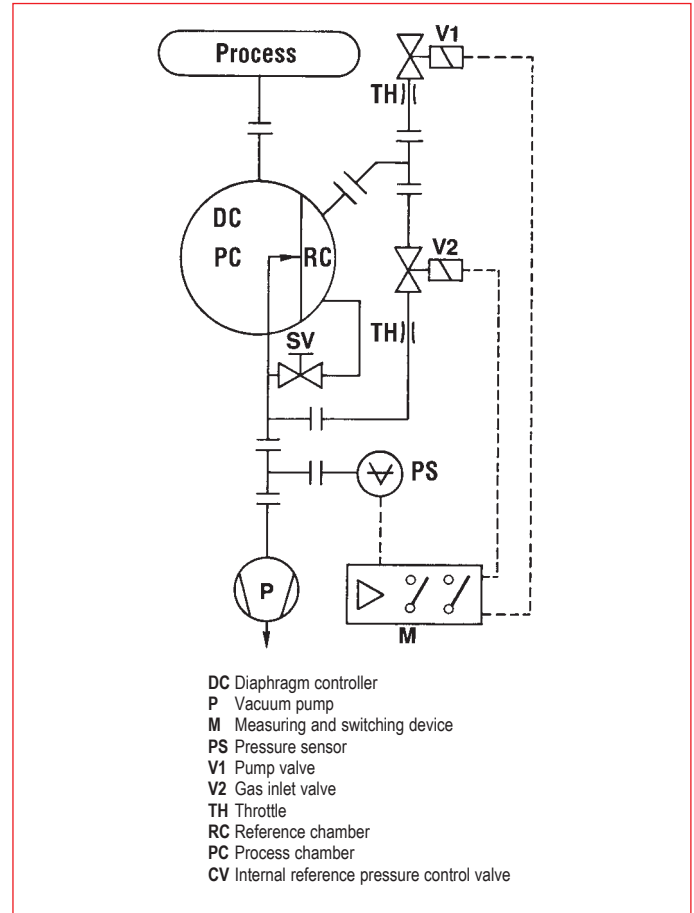 Process
V1
TH
DC
PC
RC
V2
SV
TH
PS
P
M
DC Diaphragm controller
P Vacuum pump
M Measuring and switching device
PS Pressure sensor
V1 Pump valve
V2 Gas inlet valve
TH Throttle
RC Reference chamber
PC Process chamber
CV Internal reference pressure control valve